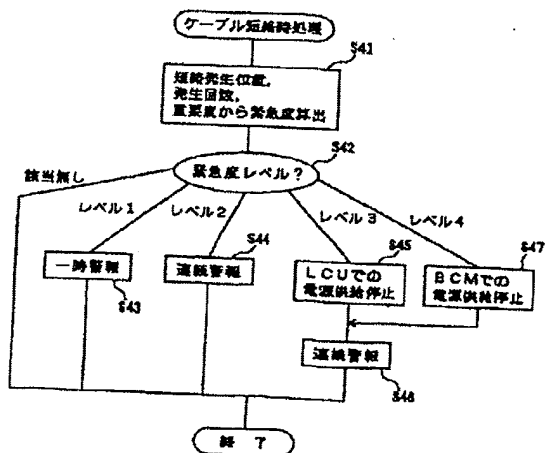 ケーブル短絡時処理
S41
短絡発生位置,
発生回数,
重要度から緊急度算出
S42
緊急度レベル?
該当無し
レベル1
レベル2
レベル3
レベル4
一時警報
S43
連続警報
S44
LCUでの
電源供給停止
S45
BCMでの
電源供給停止
S47
連続警報
S46
終 了